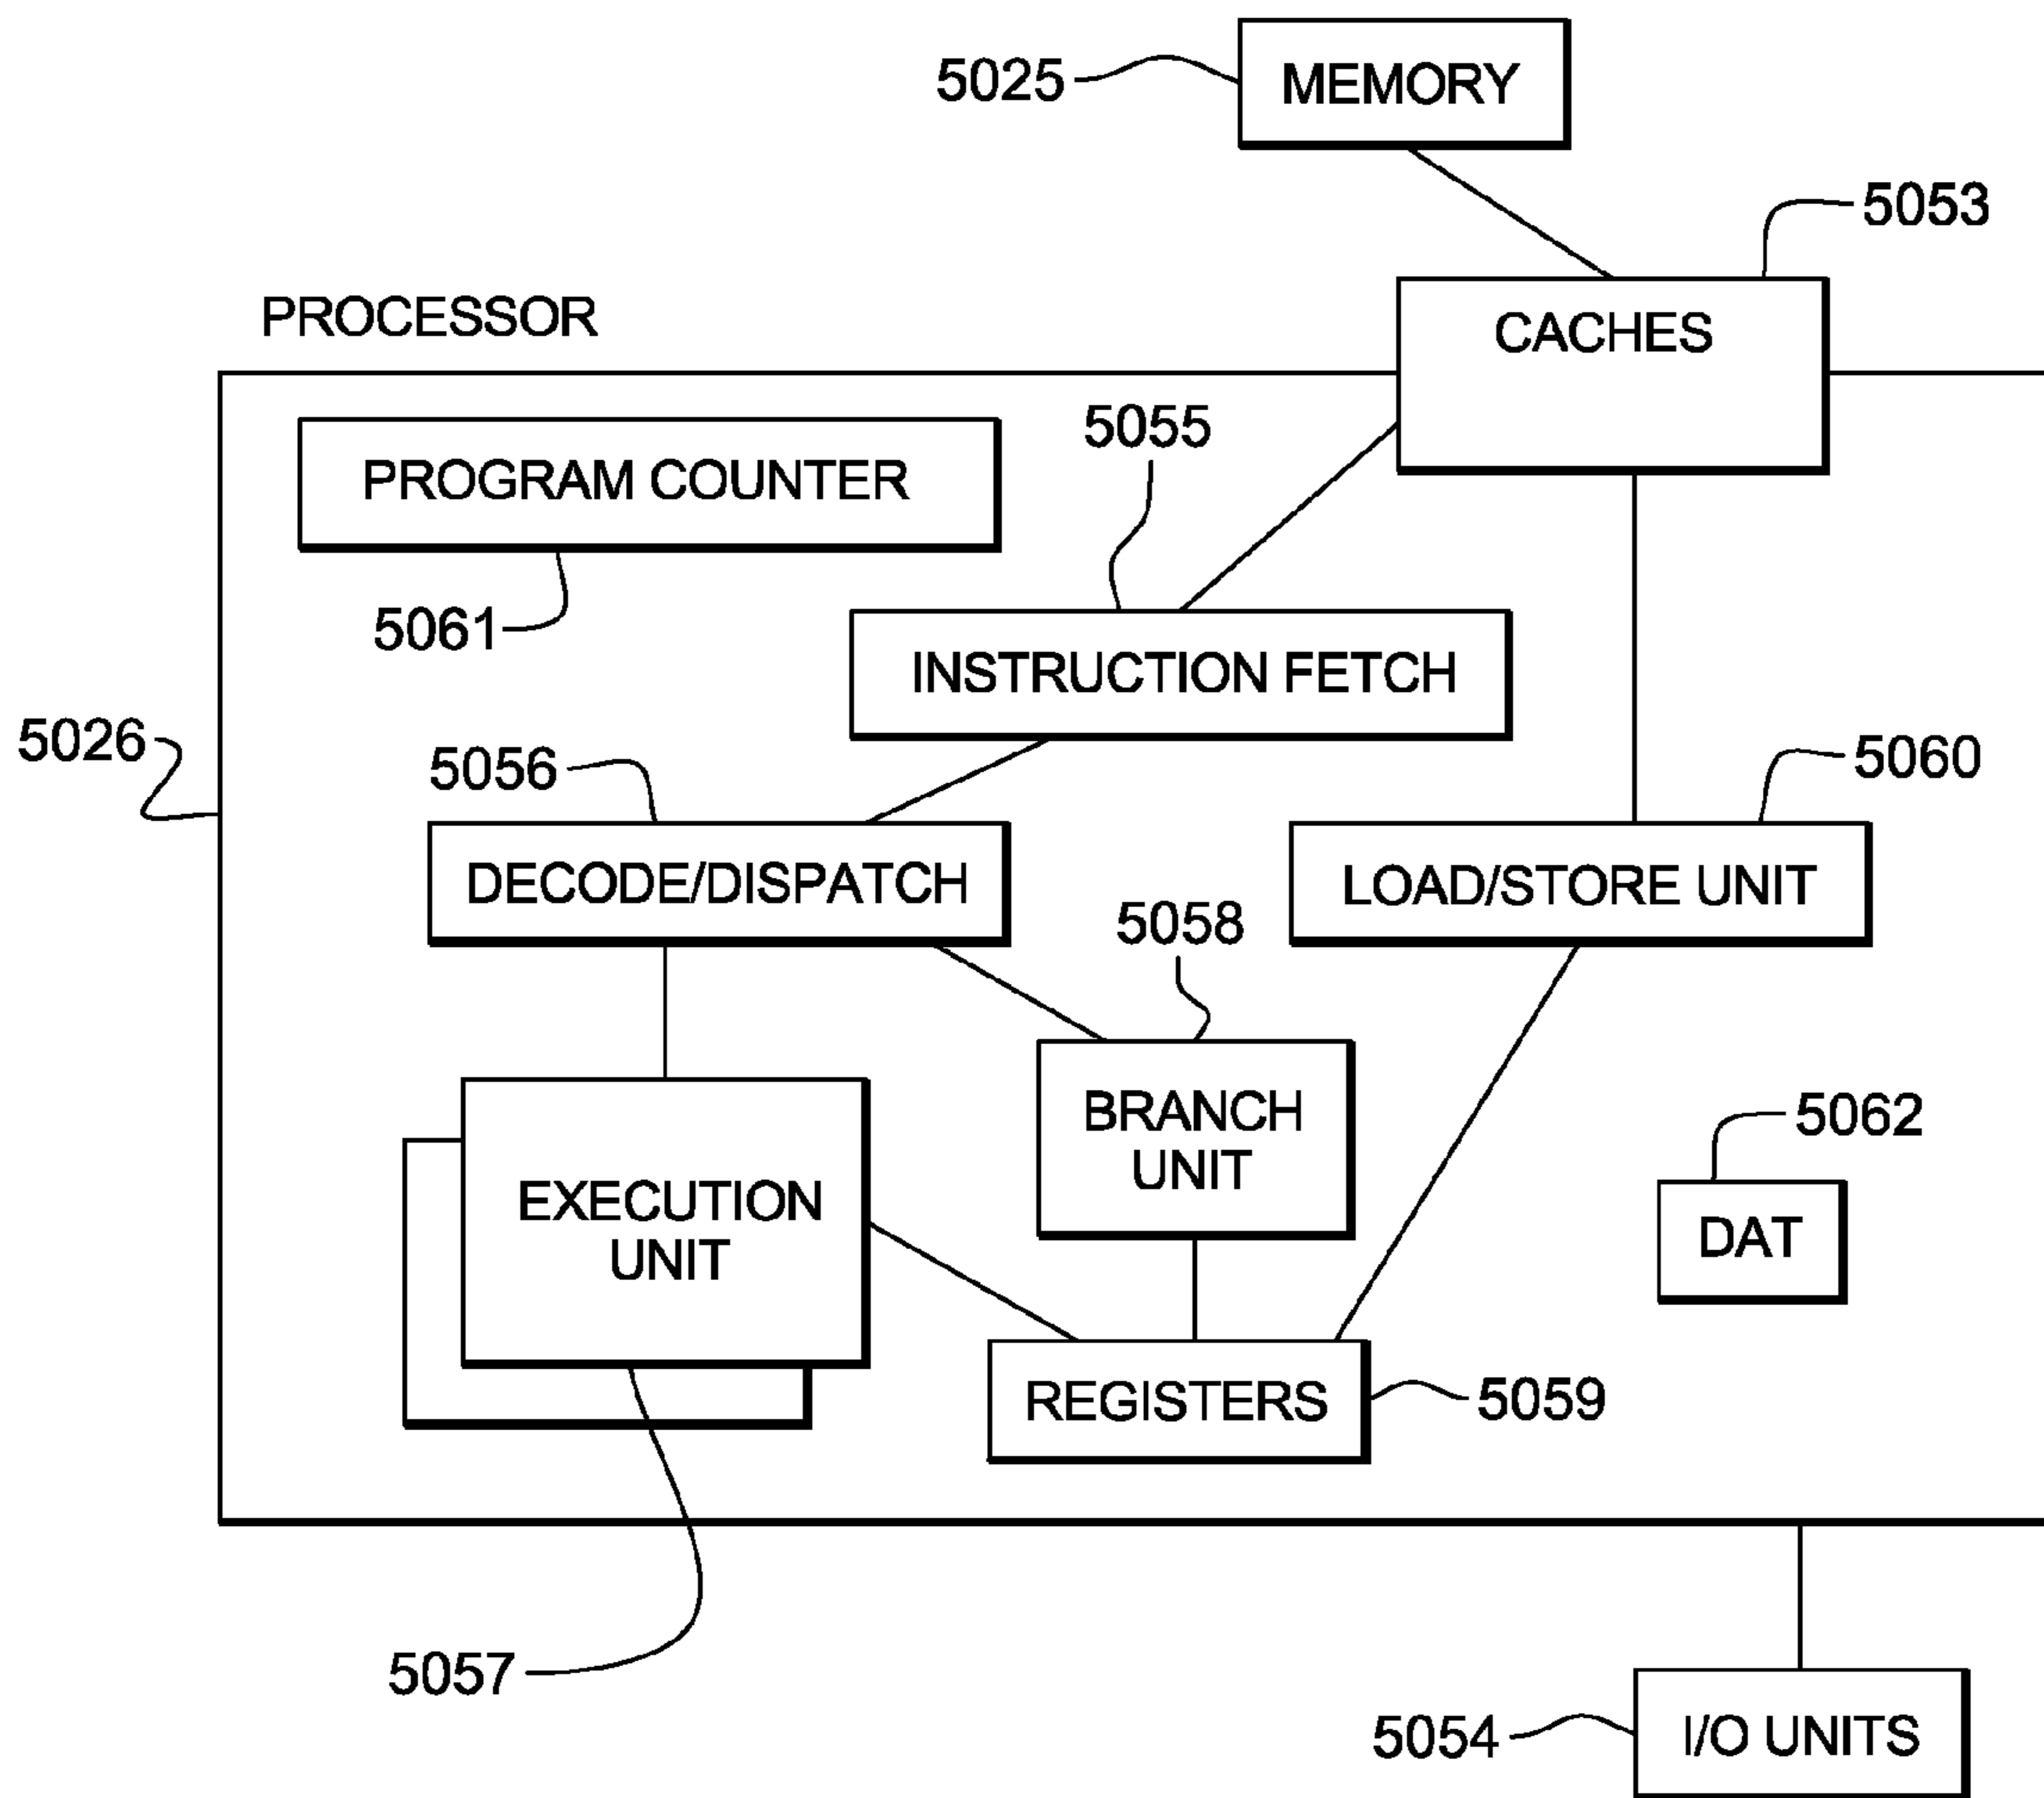 MEMORY
5025
5053
PROCESSOR
CACHES
5055
PROGRAM COUNTER
5061
INSTRUCTION FETCH
5026
5056
5060
DECODE/DISPATCH
LOAD/STORE UNIT
5058
BRANCH
UNIT
5062
EXECUTION
UNIT
DAT
REGISTERS
5059
5057
5054
I/O UNITS